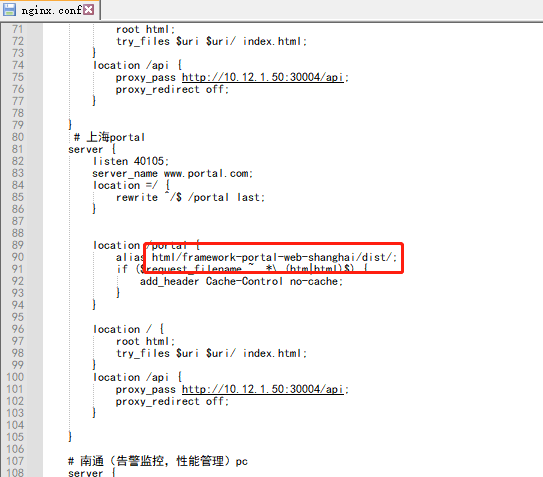 nginx.conf
71 root html;
72 try_files $uri $uri/ index.html;
73 }
74 location /api {
75 proxy_pass http://10.12.1.50:30004/api;
76 proxy_redirect off;
77 }
78
79 }
80 # 上海portal
81 server {
82 listen 40105;
83 server_name www.portal.com;
84 location =/ {
85 rewrite ^/$ /portal last;
86 }
87
88
89 location /portal {
90 alias html/framework-portal-web-shanghai/dist/;
91 if ($request_filename ~ .*\.(htm|html)$) {
92 add_header Cache-Control no-cache;
93 }
94 }
95
96 location / {
97 root html;
98 try_files $uri $uri/ index.html;
99 }
100 location /api {
101 proxy_pass http://10.12.1.50:30004/api;
102 proxy_redirect off;
103 }
104
105 }
106
107 # 南通（告警监控，性能管理）pc
108 server {